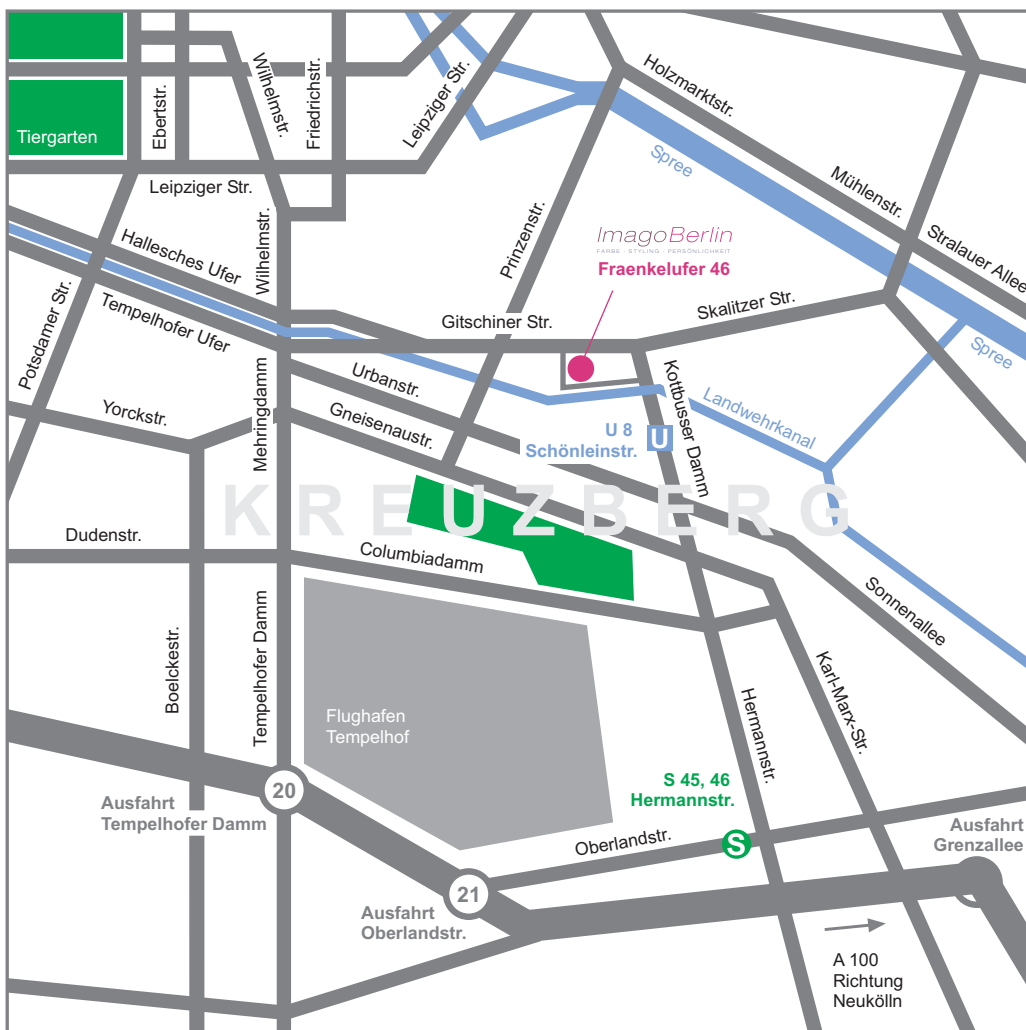 Tiergarten
Ebertstr.
Wilhelmstr.
Friedrichstr.
Leipziger Str.
Holzmarktstr.
Spree
Mühlenstr.
Stralauer Allee
Leipziger Str.
Hallesches Ufer
Wilhelmstr.
Prinzenstr.
ImagoBerlin
FARBE · STYLING · PERSÖNLICHKEIT
Fraenkelufer 46
Skalitzer Str.
Gitschiner Str.
Spree
Potsdamer Str.
Tempelhofer Ufer
Urbanstr.
Yorckstr.
Mehringdamm
Gneisenaustr.
U 8
Schönleinstr.
U
Kottbusser Damm
Landwehrkanal
KREUZBERG
Dudenstr.
Columbiadamm
Sonnenallee
Boelckestr.
Tempelhofer Damm
Flughafen
Tempelhof
Hermannstr.
Karl-Marx-Str.
20
Ausfahrt
Tempelhofer Damm
S 45, 46
Hermannstr.
S
Oberlandstr.
Ausfahrt
Grenzallee
21
Ausfahrt
Oberlandstr.
A 100
Richtung
Neukölln